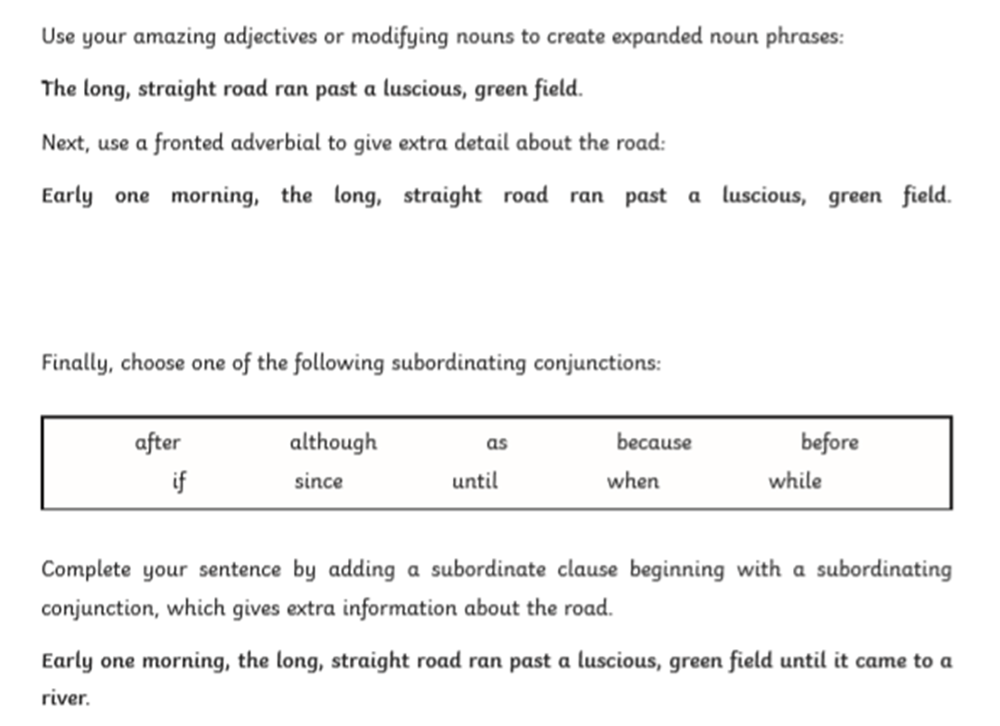 Use your amazing adjectives or modifying nouns to create expanded noun phrases:
The long, straight road ran past a luscious, green field.
Next, use a fronted adverbial to give extra detail about the road:
Early one morning, the long, straight road ran past a luscious, green field.
Finally, choose one of the following subordinating conjunctions:
after although as because before
if since until when while
Complete your sentence by adding a subordinate clause beginning with a subordinating
conjunction, which gives extra information about the road.
Early one morning, the long, straight road ran past a luscious, green field until it came to a
river.